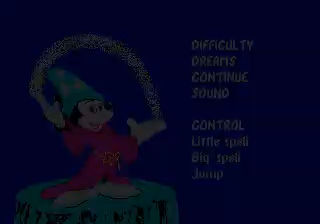 DIFFICULTY
DREAMS
CONTINUE
SOUND
CONTROL
Little spell
Big spell
Jump